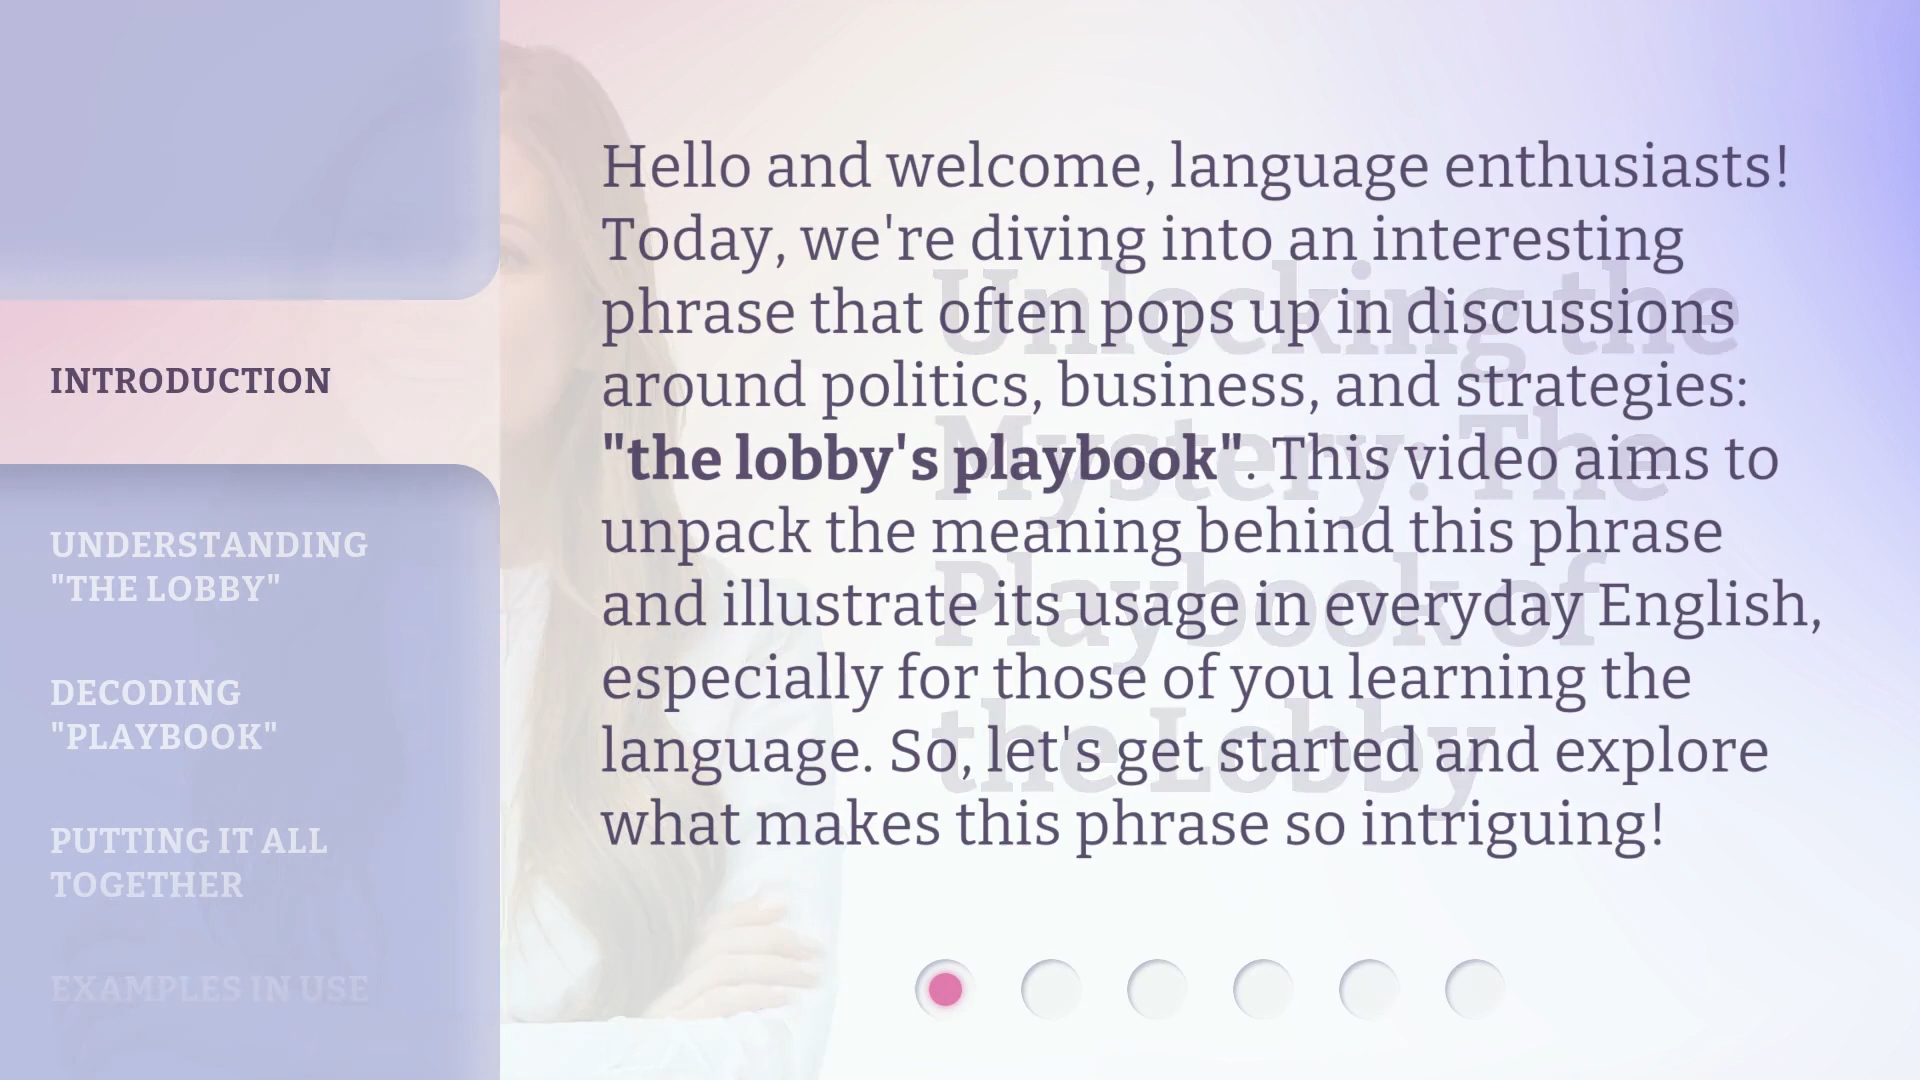 INTRODUCTION
UNDERSTANDING
"THE LOBBY"
DECODING
"PLAYBOOK"
PUTTING IT ALL
TOGETHER
EXAMPLES IN USE
Hello and welcome, language enthusiasts!
Today, we're diving into an interesting
phrase that often pops up in discussions
around politics, business, and strategies:
"the lobby's playbook". This video aims to
unpack the meaning behind this phrase
and illustrate its usage in everyday English,
especially for those of you learning the
language. So, let's get started and explore
what makes this phrase so intriguing!
Unlocking the
Mystery: The
Playbook of
the Lobby